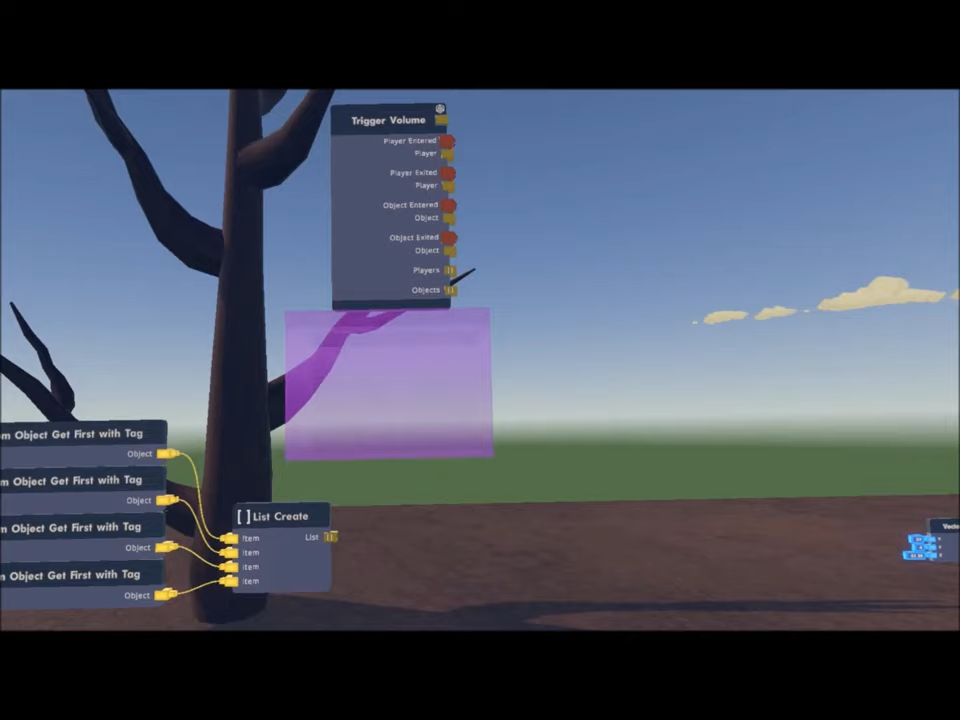 Trigger Volume
Player Entered
Player
Player Exited
Player
Object Entered
Object
Object Exited
Object
Players
Objects
m Object Get First with Tag
Object
m Object Get First with Tag
Object
m Object Get First with Tag
Object
m Object Get First with Tag
Object
[ ] List Create
Item List
Item
Item
Item
Vecto